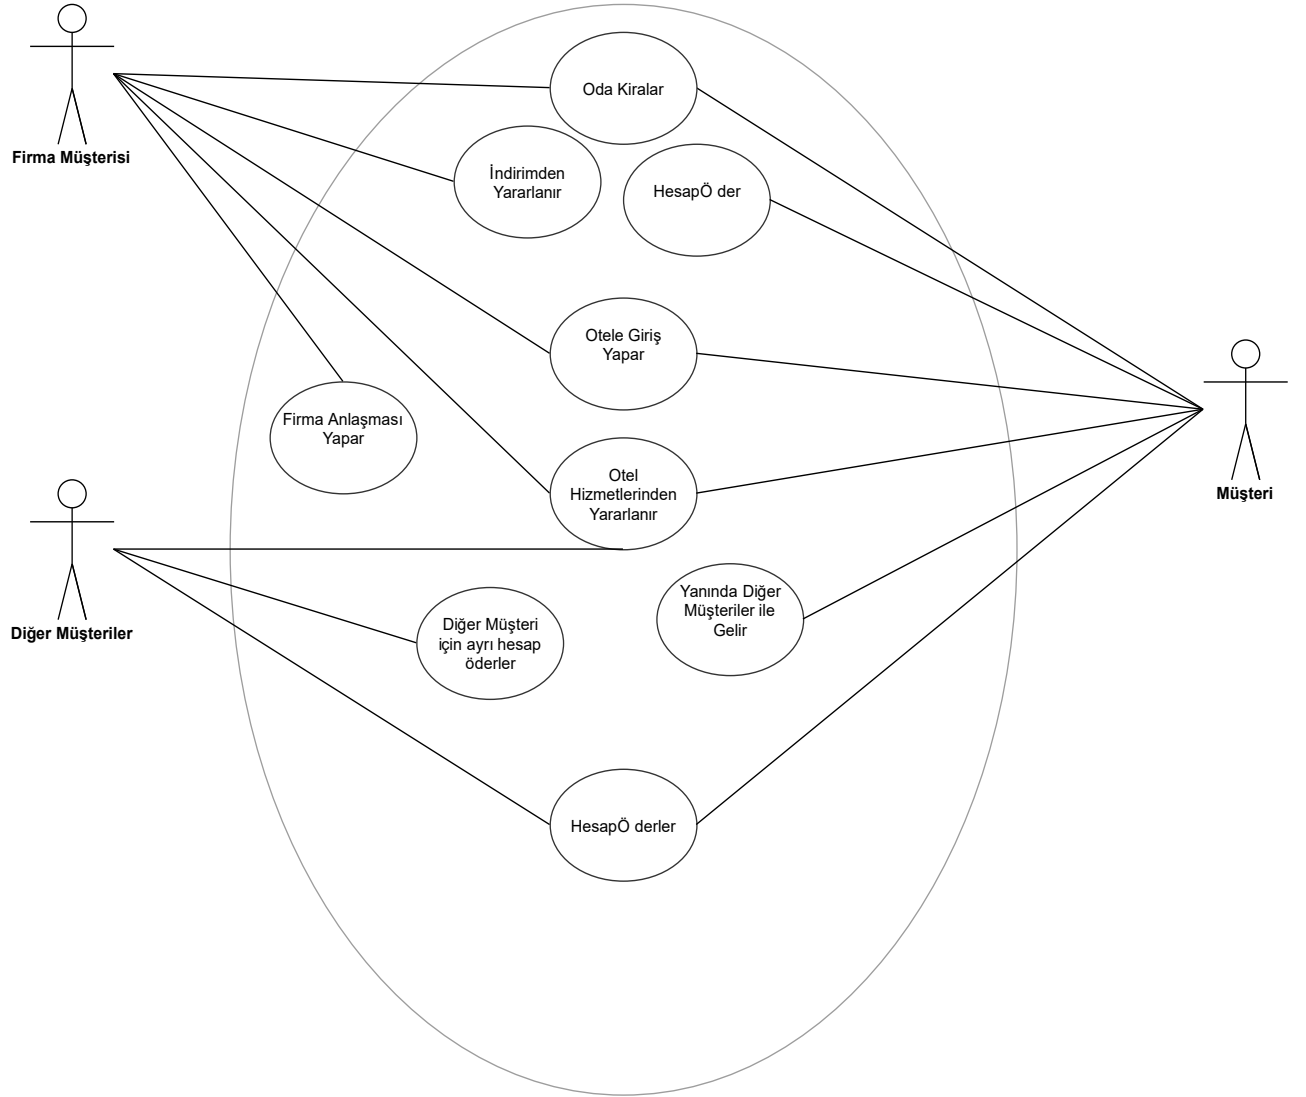 Oda Kiralar
Firma Müşterisi
İndirimden
Yararlanır
HesapÖ der
Otele Giriş
Yapar
Firma Anlaşması
Yapar
Otel
Hizmetlerinden
Yararlanır
Müşteri
Diğer Müşteriler
Yanında Diğer
Müşteriler ile
Gelir
Diğer Müşteri
için ayrı hesap
öderler
HesapÖ derler